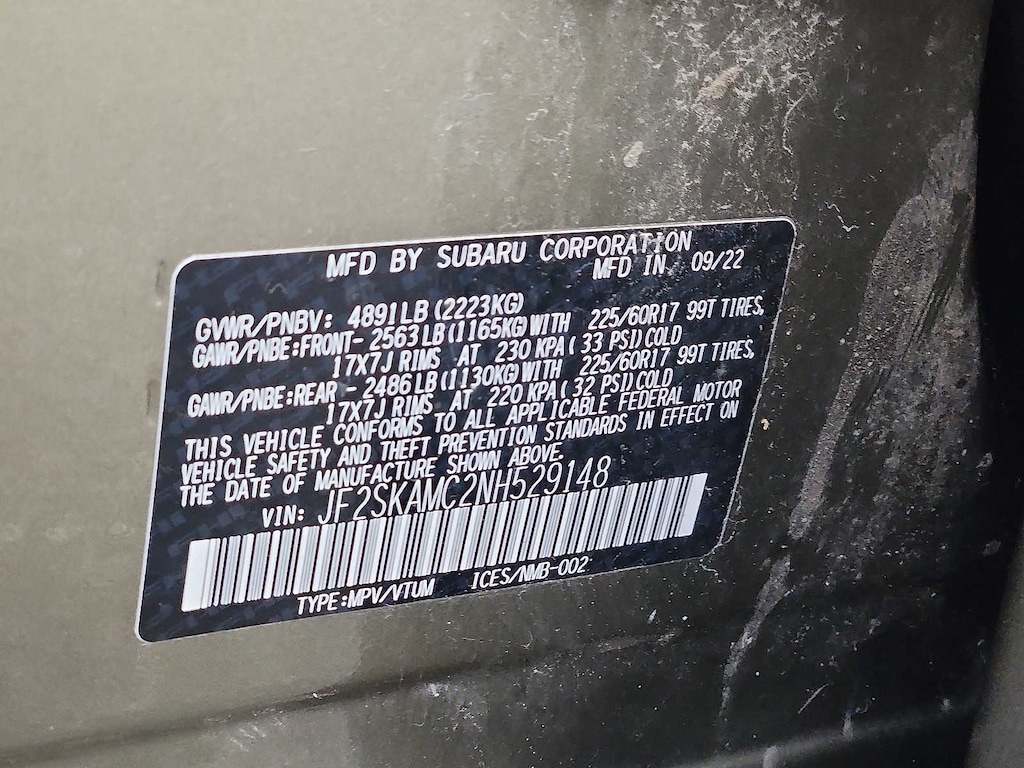 MFD BY SUBARU CORPORATION
MFD IN 09/22
GVWR/PNBV: 4891LB(2223KG)
GAWR/PNBE:FRONT- 2563LB(1165KG)WITH 225/60R17 99T TIRES,
17X7J RIMS AT 230 KPA( 33 PSI)COLD
GAWR/PNBE:REAR - 2486LB(1130KG)WITH 225/60R17 99T TIRES,
17X7J RIMS AT 220 KPA( 32 PSI)COLD
THIS VEHICLE CONFORMS TO ALL APPLICABLE FEDERAL MOTOR
VEHICLE SAFETY AND THEFT PREVENTION STANDARDS IN EFFECT ON
THE DATE OF MANUFACTURE SHOWN ABOVE.
VIN: JF2SKAMC2NH529148
TYPE:MPV/VTUM ICES/NMB-002